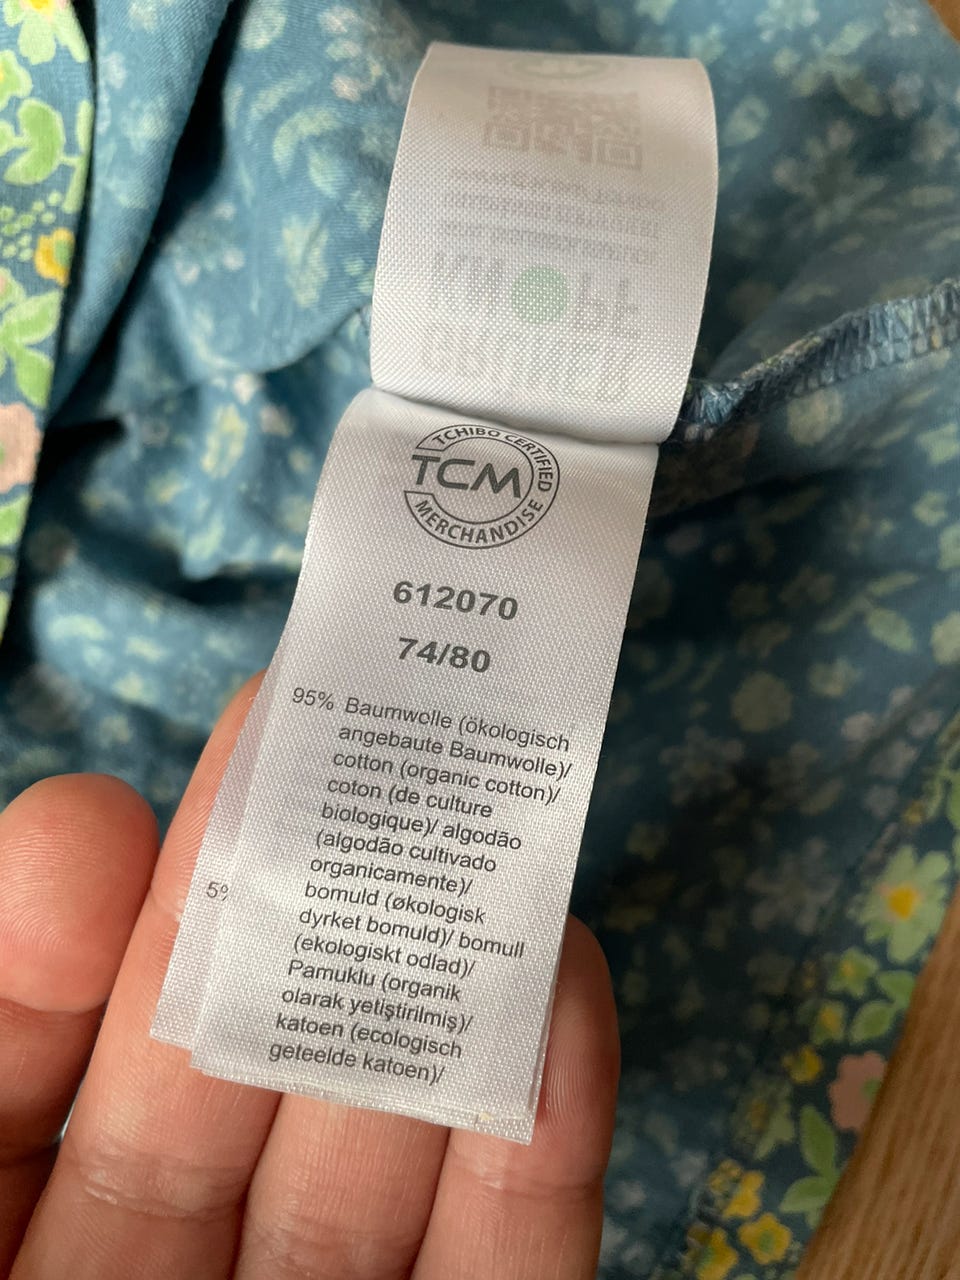 TCHIBO CERTIFIED
TCM
MERCHANDISE
612070
74/80
95% Baumwolle (ökologisch
angebaute Baumwolle)/
cotton (organic cotton)/
coton (de culture
biologique)/ algodão
(algodão cultivado
organicamente)/
bomuld (økologisk
dyrket bomuld)/ bomull
(ekologiskt odlad)/
Pamuklu (organik
olarak yetiştirilmiş)/
katoen (ecologisch
geteelde katoen)/
5%